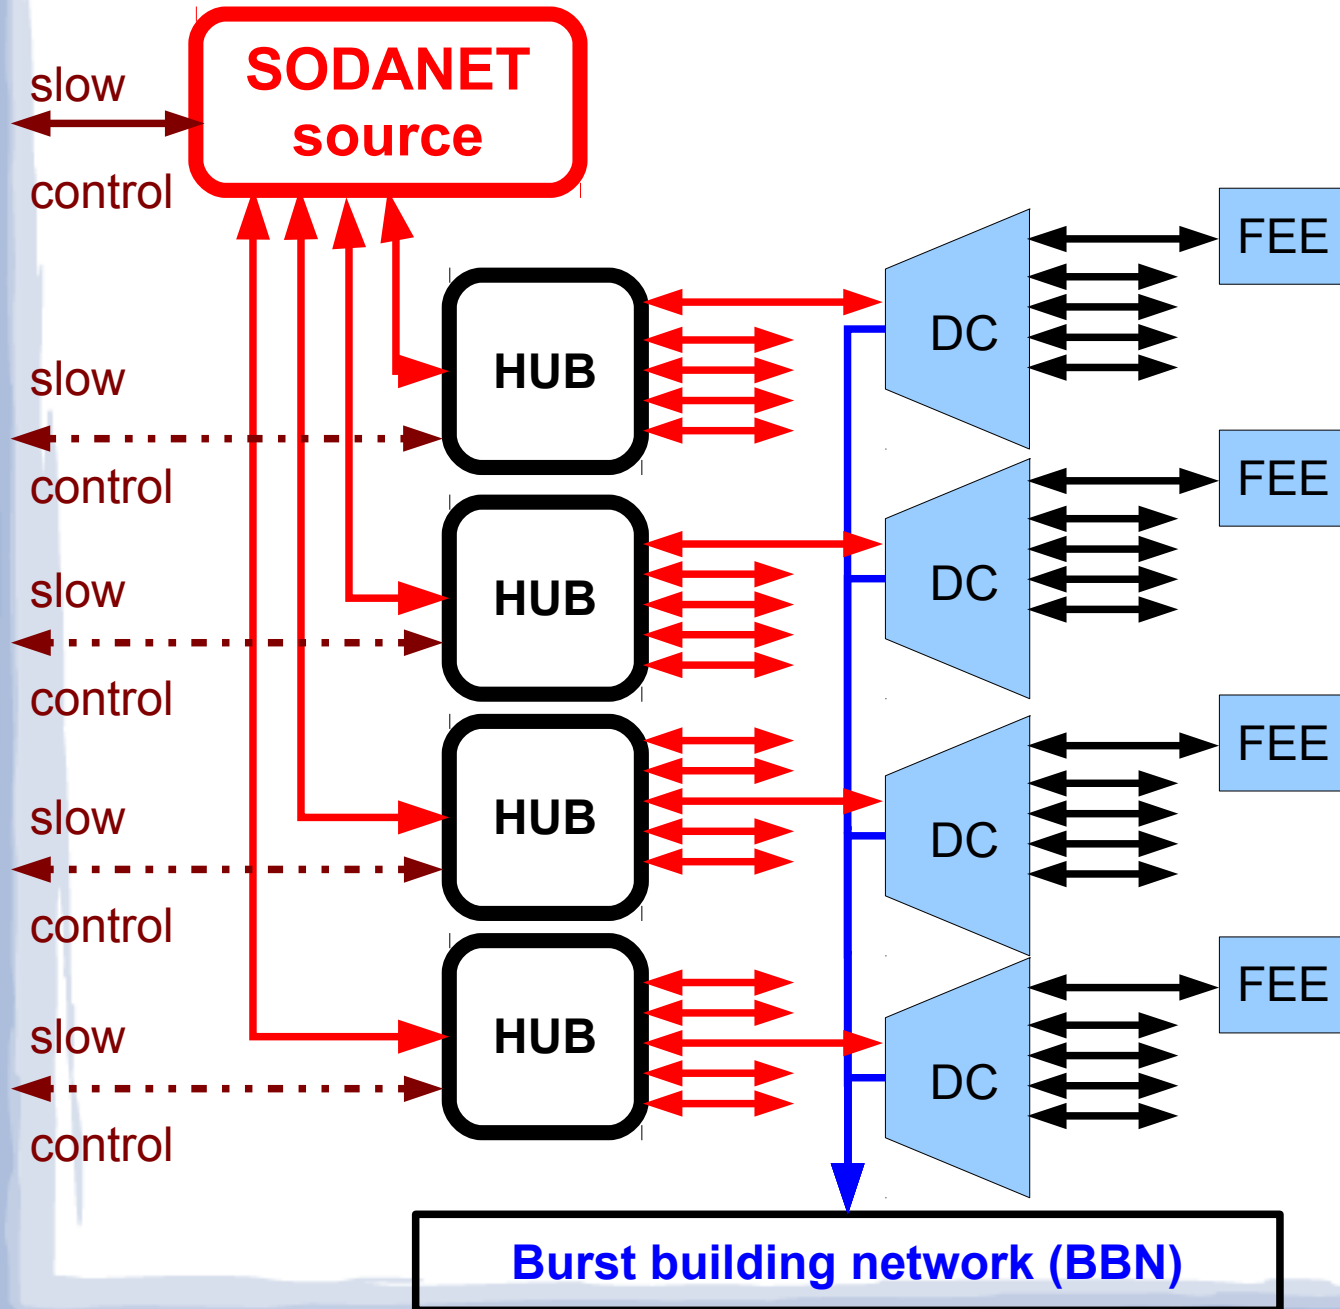 SODANET
source
slow
control
FEE
HUB
DC
slow
control
FEE
HUB
DC
slow
control
FEE
HUB
DC
slow
control
FEE
HUB
DC
slow
control
Burst building network (BBN)